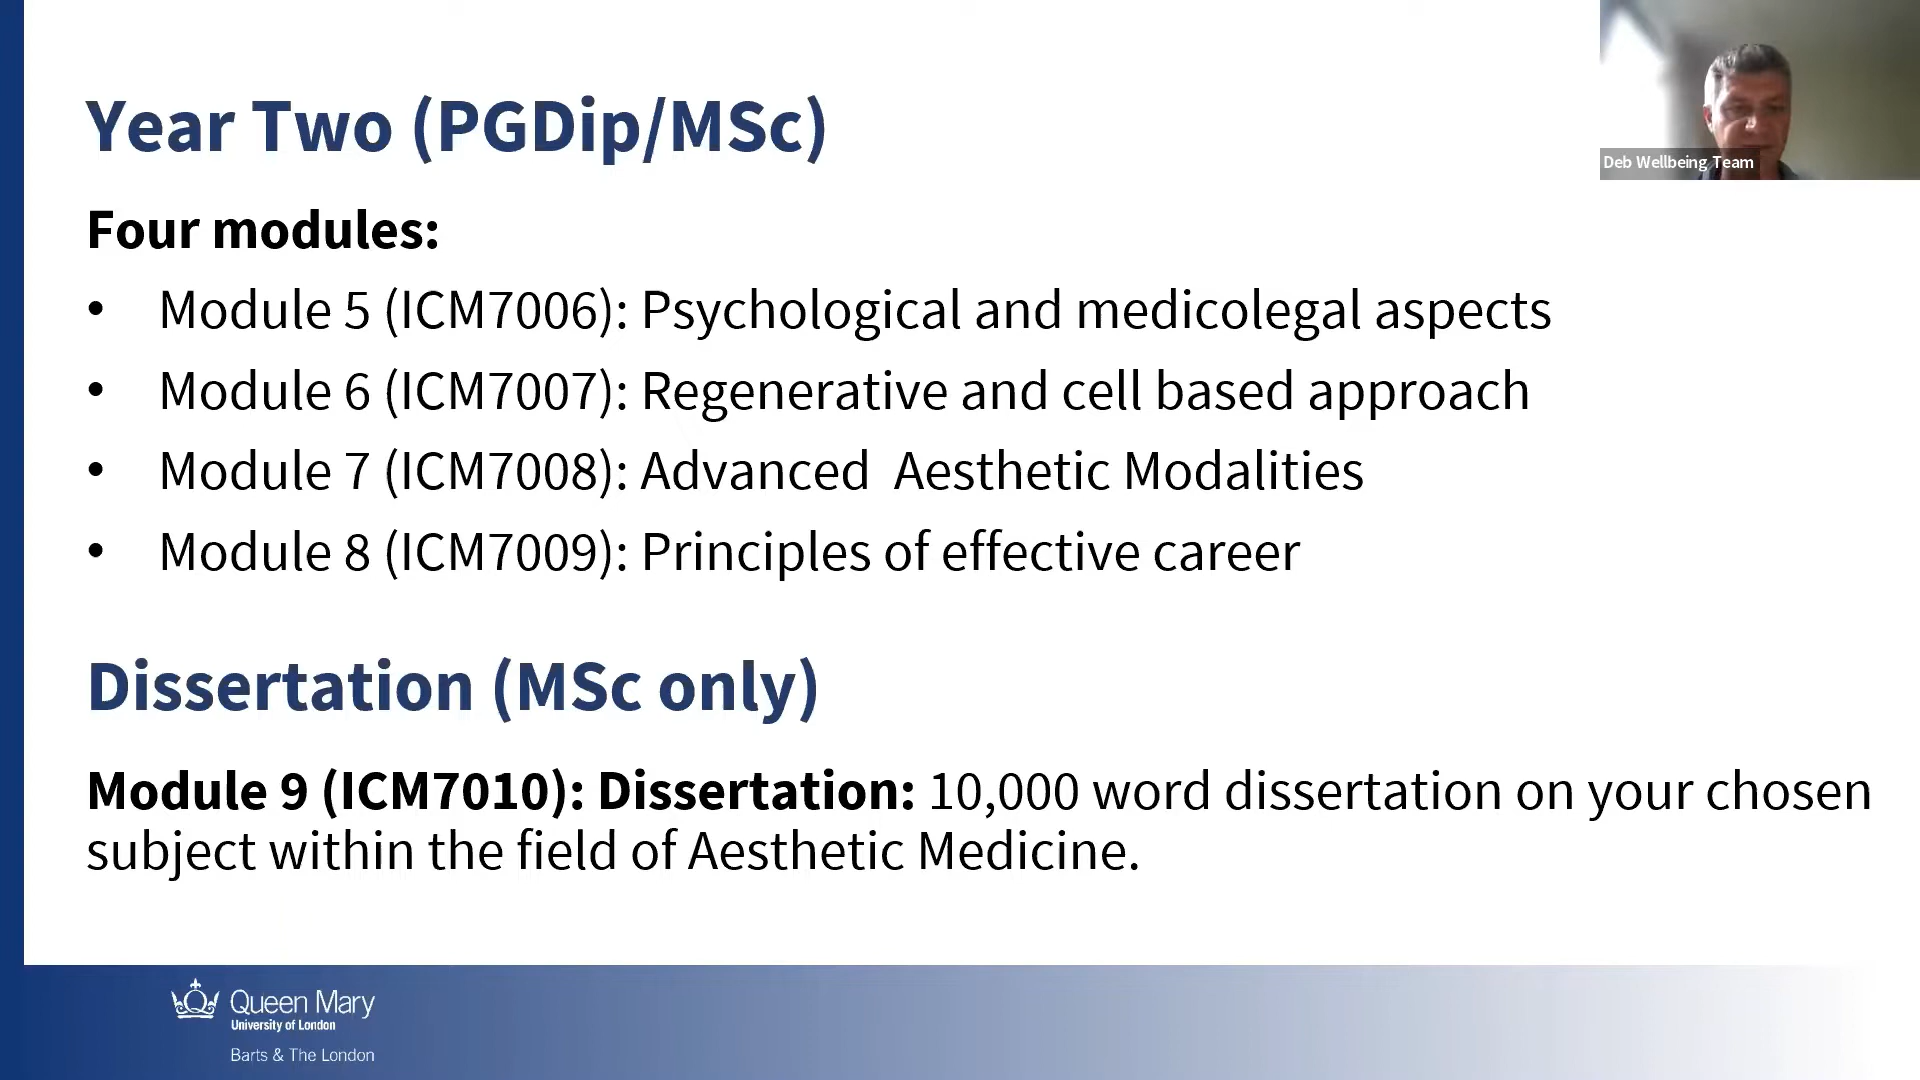 Year Two (PGDip/MSc)
Four modules:
• Module 5 (ICM7006): Psychological and medicolegal aspects
• Module 6 (ICM7007): Regenerative and cell based approach
• Module 7 (ICM7008): Advanced  Aesthetic Modalities
• Module 8 (ICM7009): Principles of effective career
Dissertation (MSc only)
Module 9 (ICM7010): Dissertation: 10,000 word dissertation on your chosen
subject within the field of Aesthetic Medicine.
Deb Wellbeing Team
Queen Mary
University of London
Barts & The London